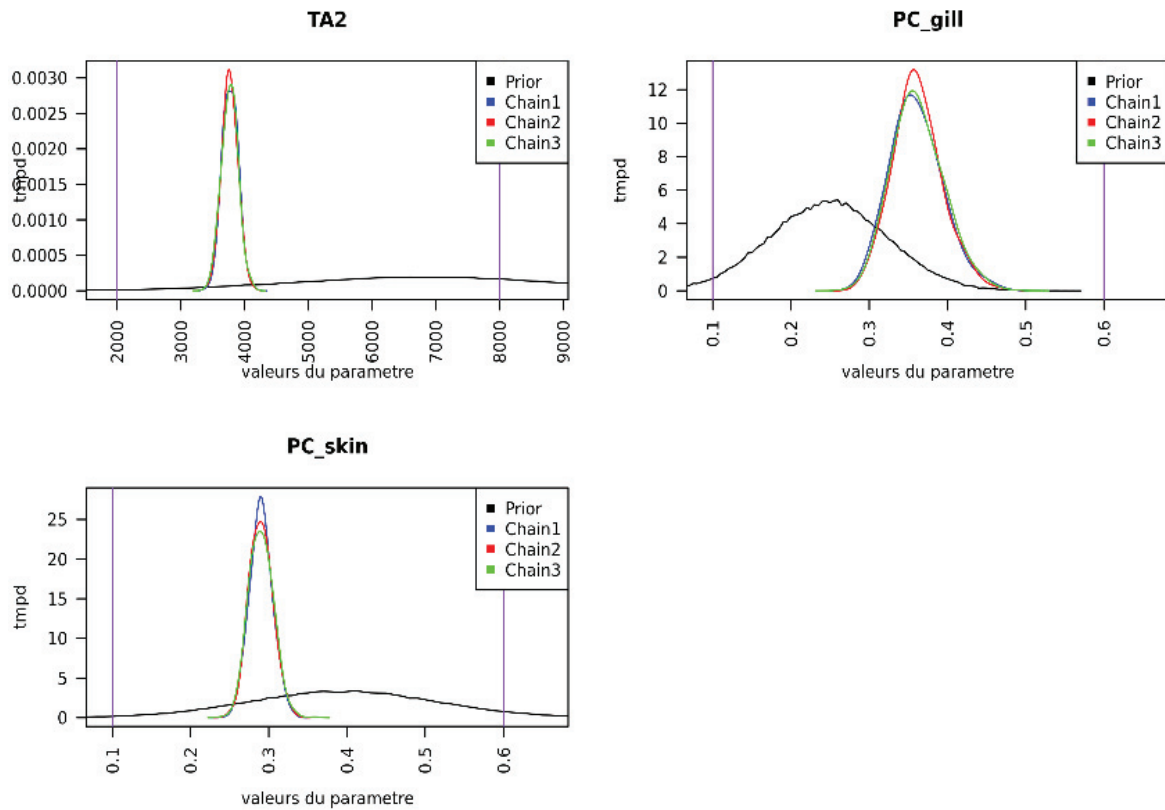 TA2
0.0030
0.0025
0.0020
0.0015
0.0010
0.0005
0.0000
tmpd
Prior
Chain1
Chain2
Chain3
2000
3000
4000
5000
6000
7000
8000
9000
valeurs du parametre
PC_gill
12
10
8
6
4
2
0
tmpd
Prior
Chain1
Chain2
Chain3
0.1
0.2
0.3
0.4
0.5
0.6
valeurs du parametre
PC_skin
25
20
15
10
5
0
tmpd
Prior
Chain1
Chain2
Chain3
0.1
0.2
0.3
0.4
0.5
0.6
valeurs du parametre